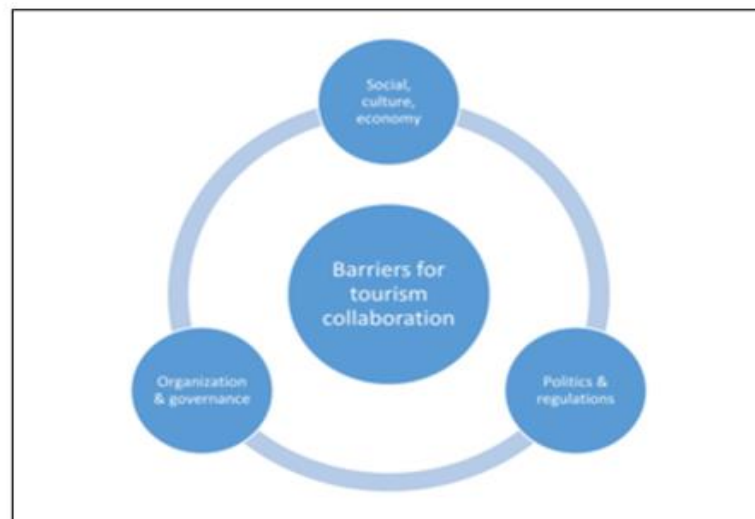 Social,
culture,
economy
Barriers for
tourism
collaboration
Organization
& governance
Politics &
regulations